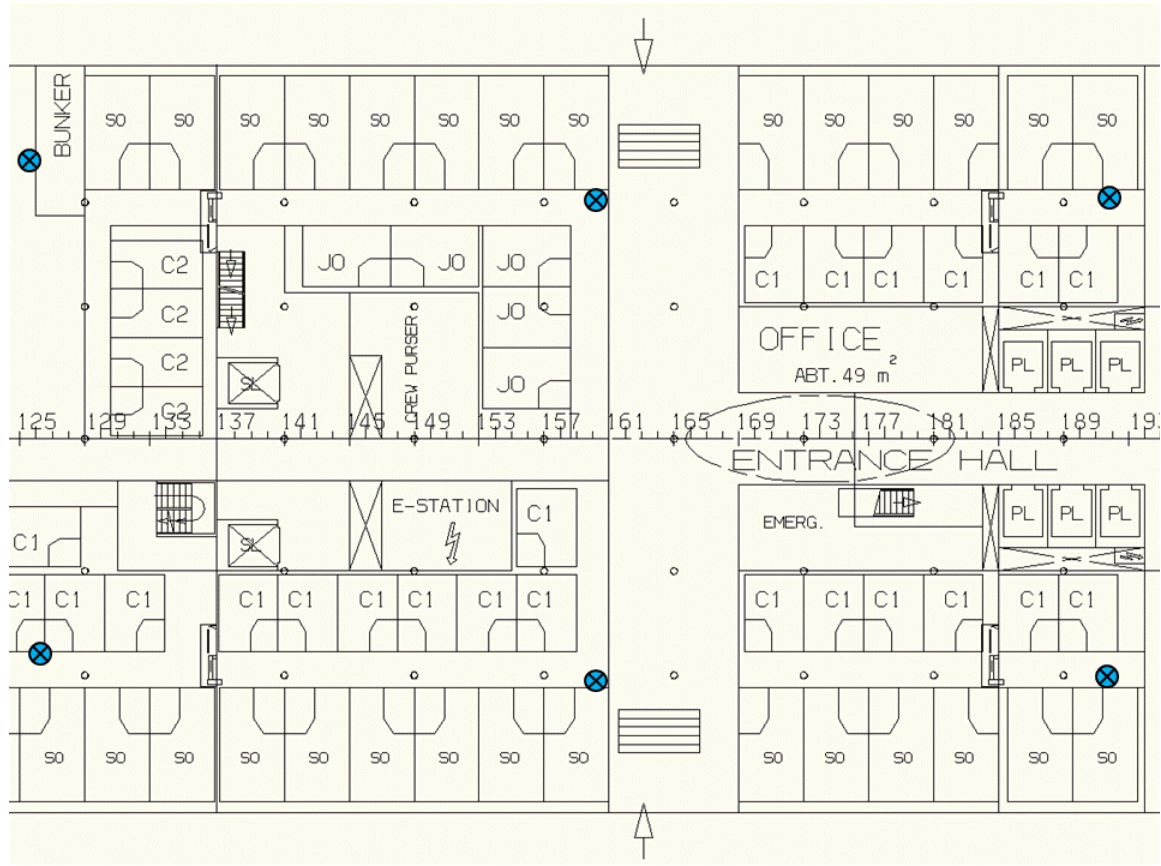 BUNKER
SO SO SO SO SO SO SO SO SO SO SO SO SO SO
C2 JO JO JO C1 C1 C1 C1 C1 C1
C2 JO
C2 CREW PURSER JO
C2
SL
OFFICE
ABT. 49 m²
PL PL PL
125 129 133 137 141 145 149 153 157 161 165 169 173 177 181 185 189 193
ENTRANCE HALL
E-STATION
C1
EMERG.
PL PL PL
C1
SL
C1 C1 C1 C1 C1 C1 C1 C1 C1 C1 C1 C1 C1 C1 C1
SO SO SO SO SO SO SO SO SO SO SO SO SO SO SO